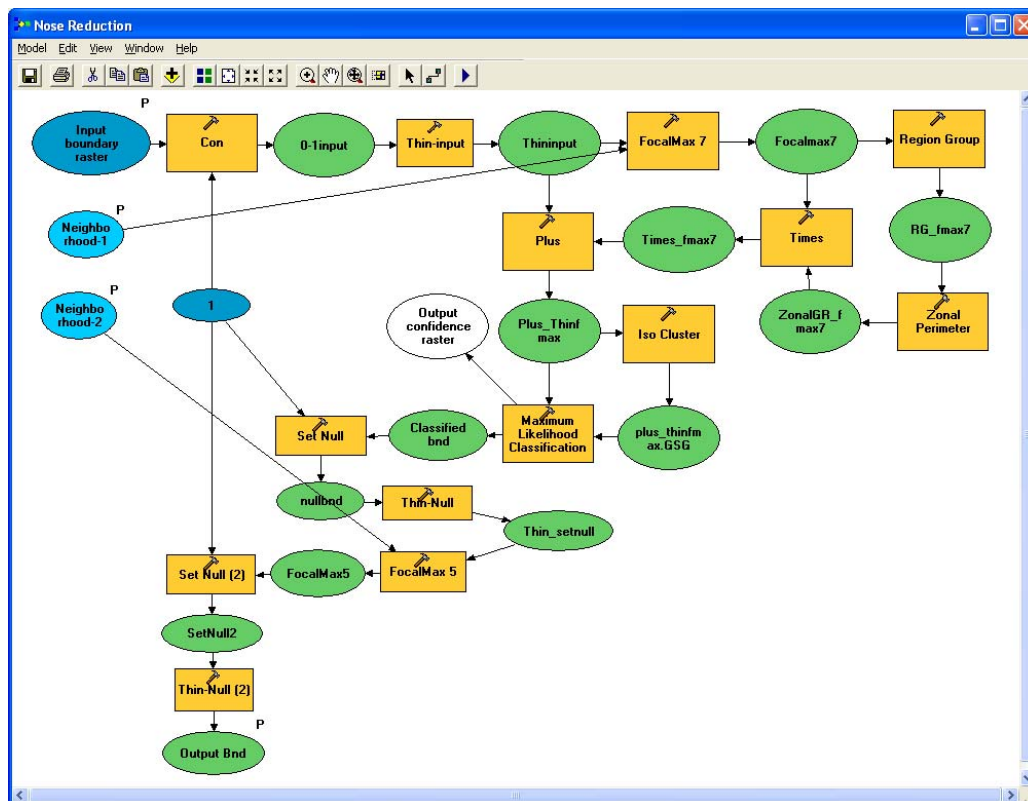 Nose Reduction
Model Edit View Window Help
P
Input
boundary
raster
Con
0-1input
Thin-input
Thininput
FocalMax 7
Focalmax7
Region Group
P
Neighbo
rhood-1
Plus
Times_fmax7
Times
RG_fmax7
P
Neighbo
rhood-2
1
Output
confidence
raster
Plus_Thinf
max
Iso Cluster
ZonalGR_f
max7
Zonal
Perimeter
Set Null
Classified
bnd
Maximum
Likelihood
Classification
plus_thinfm
ax.GSG
nullbnd
Thin-Null
Thin_setnull
Set Null (2)
FocalMax5
FocalMax 5
SetNull2
Thin-Null (2)
P
Output Bnd